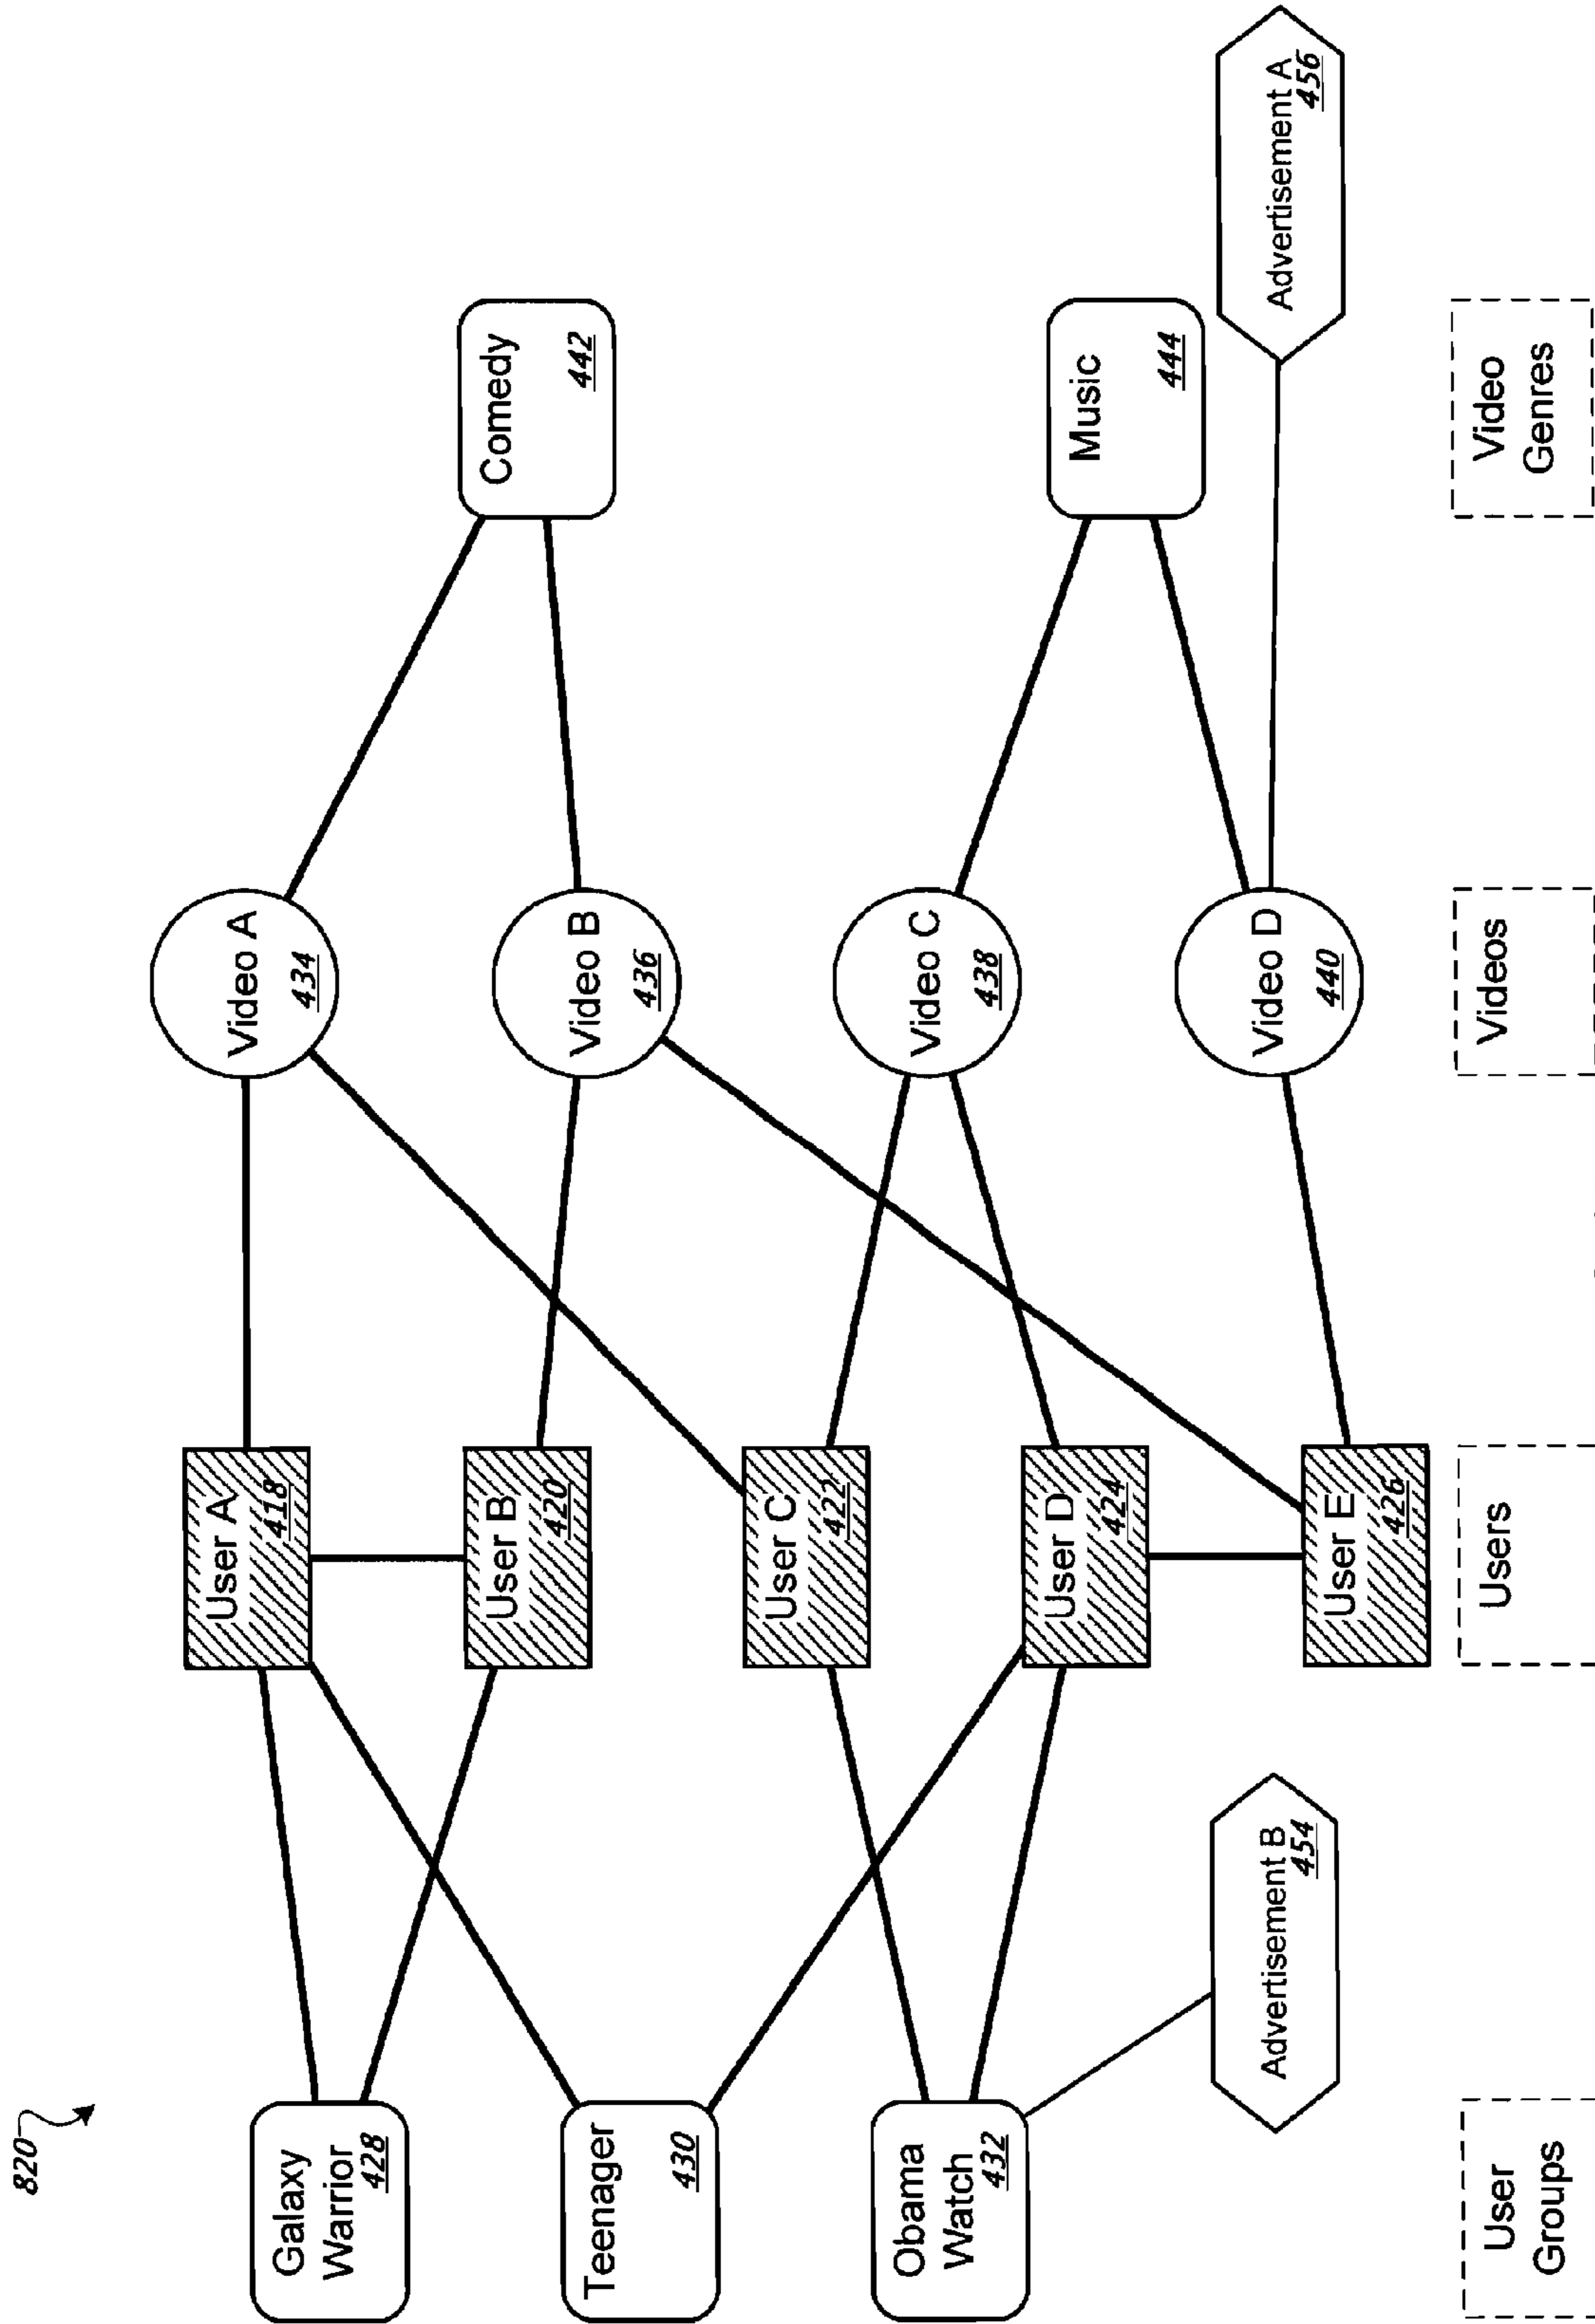 820
Galaxy
Warrior
428
User A
418
Video A
434
Comedy
442
Teenager
430
User B
420
Video B
436
Obama
Watch
432
User C
422
Video C
438
Music
444
User D
424
Advertisement B
454
User E
426
Video D
440
Advertisement A
456
User
Groups
Users
Videos
Video
Genres